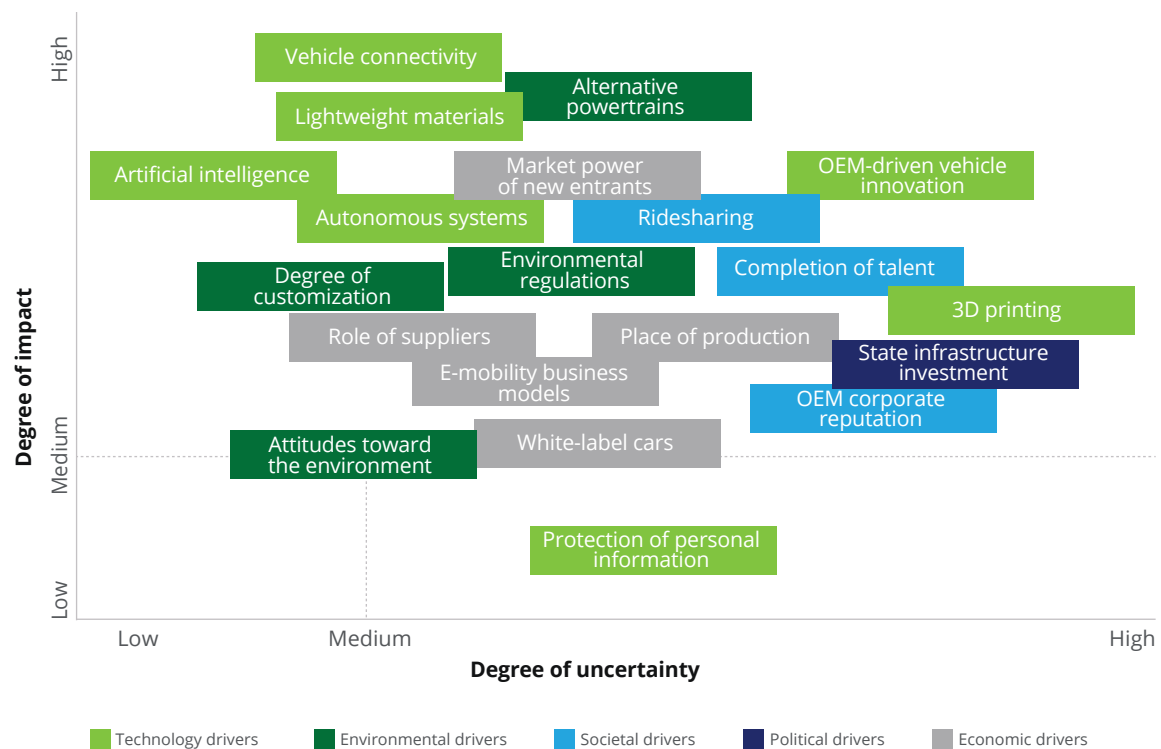 High
Vehicle connectivity
Alternative
powertrains
Lightweight materials
Artificial intelligence
Market power
of new entrants
OEM-driven vehicle
innovation
Autonomous systems
Ridesharing
Degree of
customization
Environmental
regulations
Completion of talent
3D printing
Role of suppliers
Place of production
State infrastructure
investment
E-mobility business
models
OEM corporate
reputation
Attitudes toward
the environment
White-label cars
Protection of personal
information
Degree of impact
Medium
Low
Low
Medium
High
Degree of uncertainty
Technology drivers
Environmental drivers
Societal drivers
Political drivers
Economic drivers